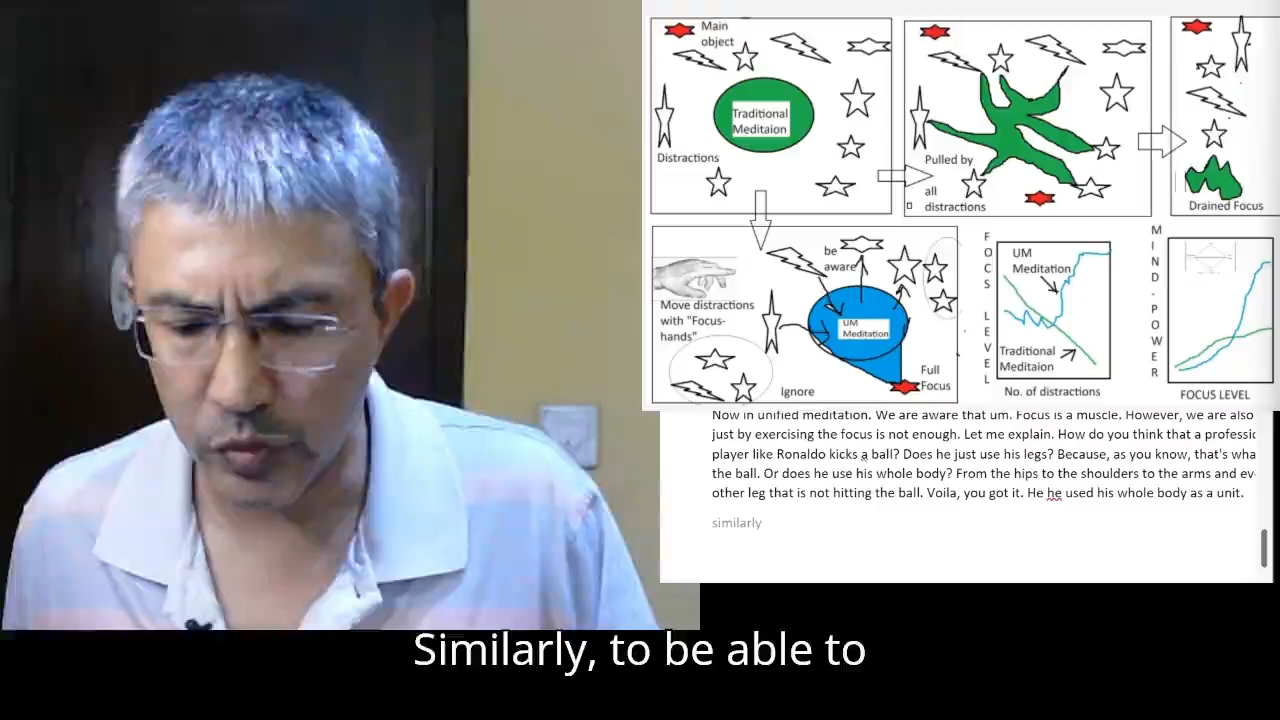 Main
object
Traditional
Meditaion
Distractions
Pulled by
all
distractions
Drained Focus
be
aware
Move distractions
with "Focus-
hands"
UM
Meditation
Ignore
Full
Focus
FOCS LEVEL
UM
Meditation
Traditional
Meditaion
No. of distractions
MIND-POWER
FOCUS LEVEL
Now in unified meditation. We are aware that um. Focus is a muscle. However, we are also
just by exercising the focus is not enough. Let me explain. How do you think that a
player like Ronaldo kicks a ball? Does he just use his legs? Because, as you know, that's
the ball. Or does he use his whole body? From the hips to the shoulders to the arms and
other leg that is not hitting the ball. Voila, you got it. He he used his whole body as a unit.
similarly
Similarly, to be able to